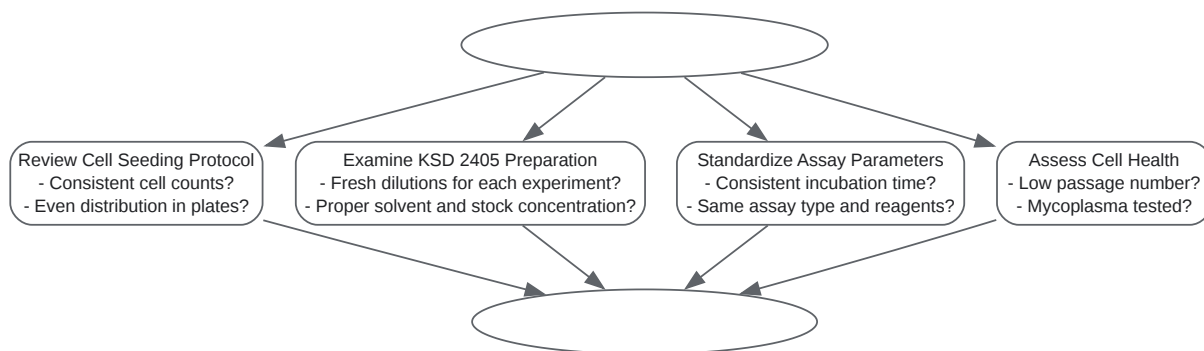 Review Cell Seeding Protocol
- Consistent cell counts?
- Even distribution in plates?
Examine KSD 2405 Preparation
- Fresh dilutions for each experiment?
- Proper solvent and stock concentration?
Standardize Assay Parameters
- Consistent incubation time?
- Same assay type and reagents?
Assess Cell Health
- Low passage number?
- Mycoplasma tested?